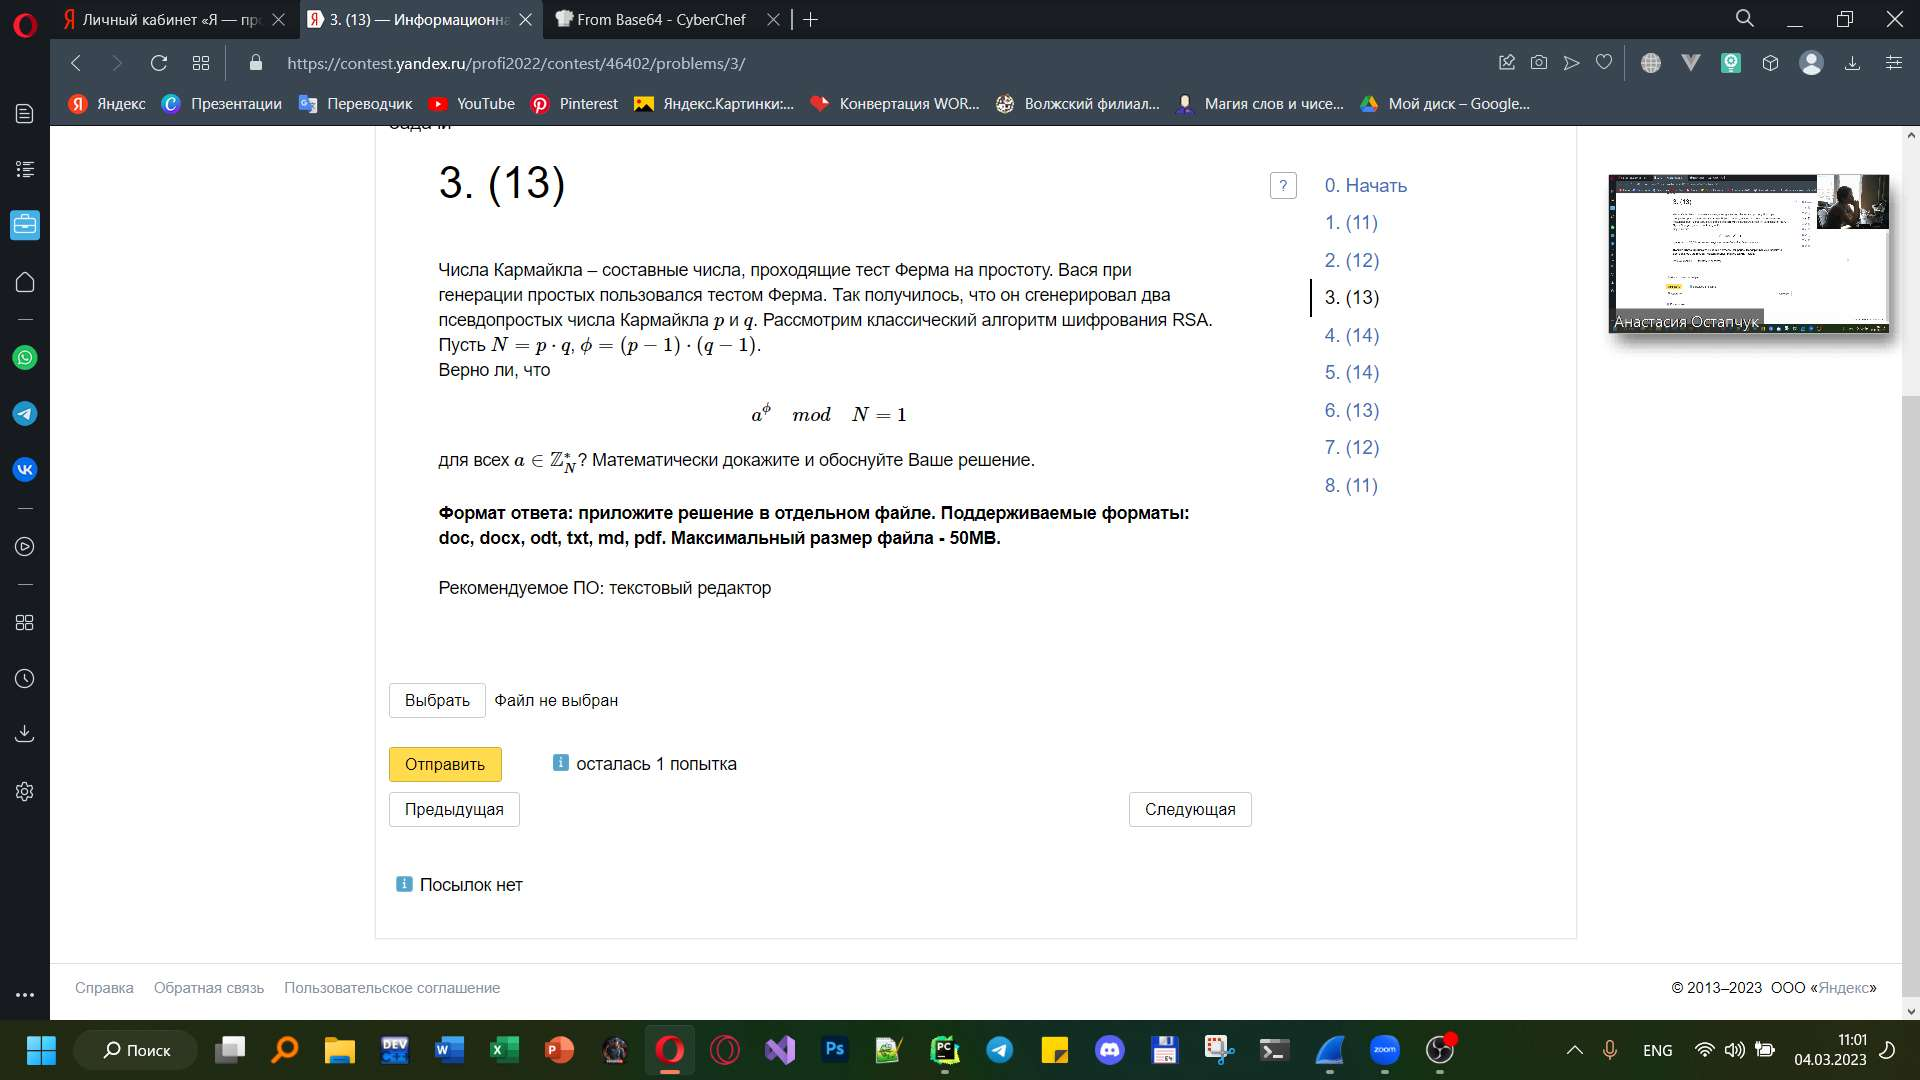 Личный кабинет «Я — пр
3. (13) — Информационна
From Base64 - CyberChef
https://contest.yandex.ru/profi2022/contest/46402/problems/3/
Яндекс
Презентации
Переводчик
YouTube
Pinterest
Яндекс.Картинки:...
Конвертация WOR...
Волжский филиал...
Магия слов и чисе...
Мой диск – Google...
3. (13)
?
Числа Кармайкла – составные числа, проходящие тест Ферма на простоту. Вася при
генерации простых пользовался тестом Ферма. Так получилось, что он сгенерировал два
псевдопростых числа Кармайкла p и q. Рассмотрим классический алгоритм шифрования RSA.
Пусть N = p · q, ϕ = (p − 1) · (q − 1).
Верно ли, что
a^ϕ mod N = 1
для всех a ∈ ℤ*_N? Математически докажите и обоснуйте Ваше решение.
Формат ответа: приложите решение в отдельном файле. Поддерживаемые форматы:
doc, docx, odt, txt, md, pdf. Максимальный размер файла - 50MB.
Рекомендуемое ПО: текстовый редактор
Выбрать
Файл не выбран
Отправить
осталась 1 попытка
Предыдущая
Следующая
Посылок нет
0. Начать
1. (11)
2. (12)
3. (13)
4. (14)
5. (14)
6. (13)
7. (12)
8. (11)
Анастасия Остапчук
Справка
Обратная связь
Пользовательское соглашение
© 2013–2023 ООО «Яндекс»
Поиск
ENG
11:01
04.03.2023